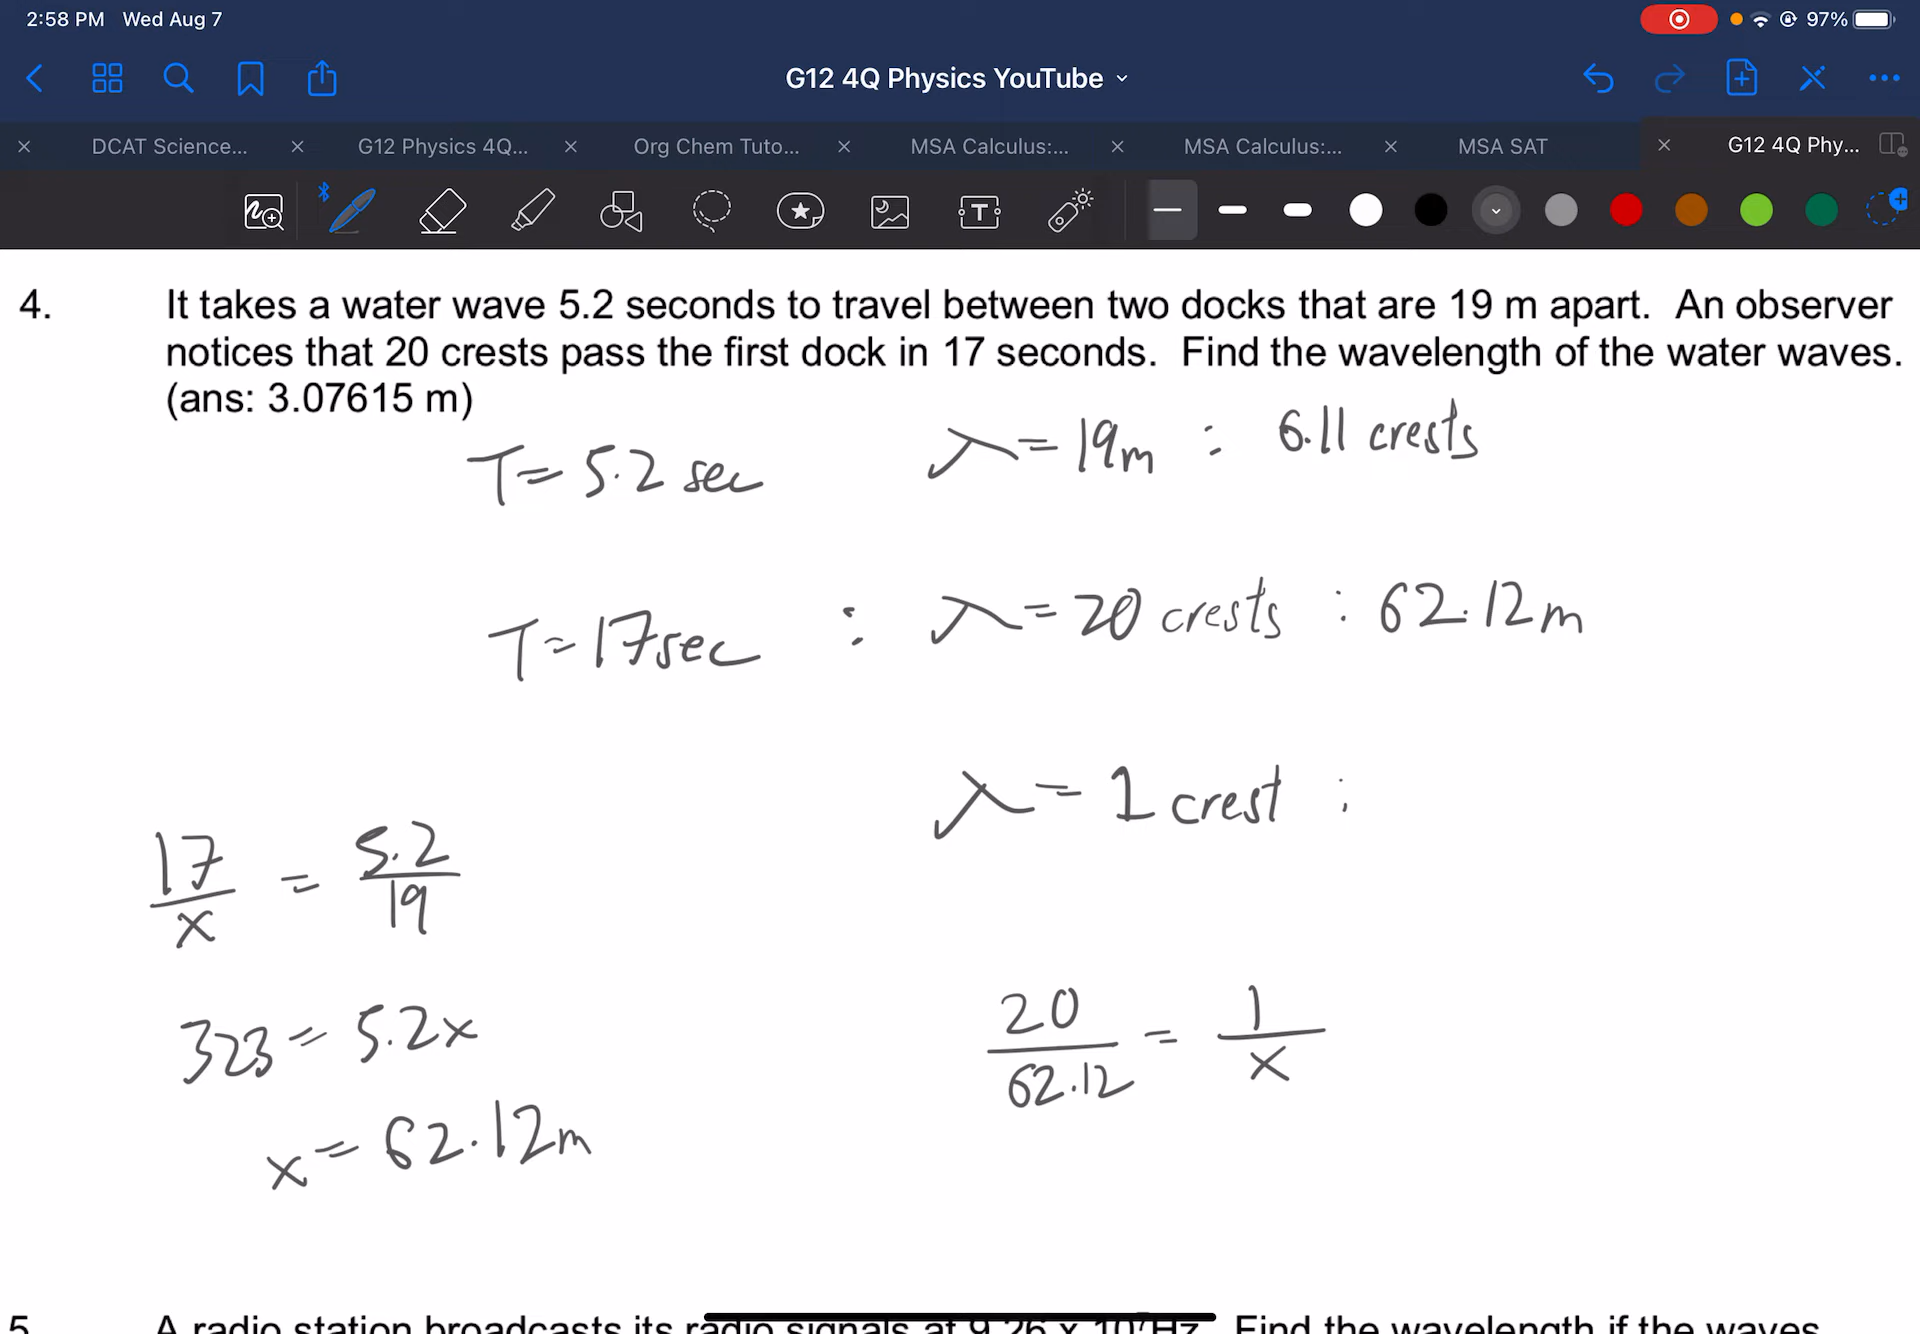 2:58 PM Wed Aug 7
97%
G12 4Q Physics YouTube
DCAT Science...
G12 Physics 4Q...
Org Chem Tuto...
MSA Calculus:...
MSA Calculus:...
MSA SAT
G12 4Q Phy...
4. It takes a water wave 5.2 seconds to travel between two docks that are 19 m apart. An observer
notices that 20 crests pass the first dock in 17 seconds. Find the wavelength of the water waves.
(ans: 3.07615 m)
T = 5.2 sec λ = 19m : 6.11 crests
T = 17 sec : λ = 20 crests : 62.12m
λ = 1 crest :
17/x = 5.2/19
323 = 5.2x
20/62.12 = 1/x
x = 62.12m
5. A radio station broadcasts its radio signals at 9.26 x 10⁷Hz. Find the wavelength if the waves